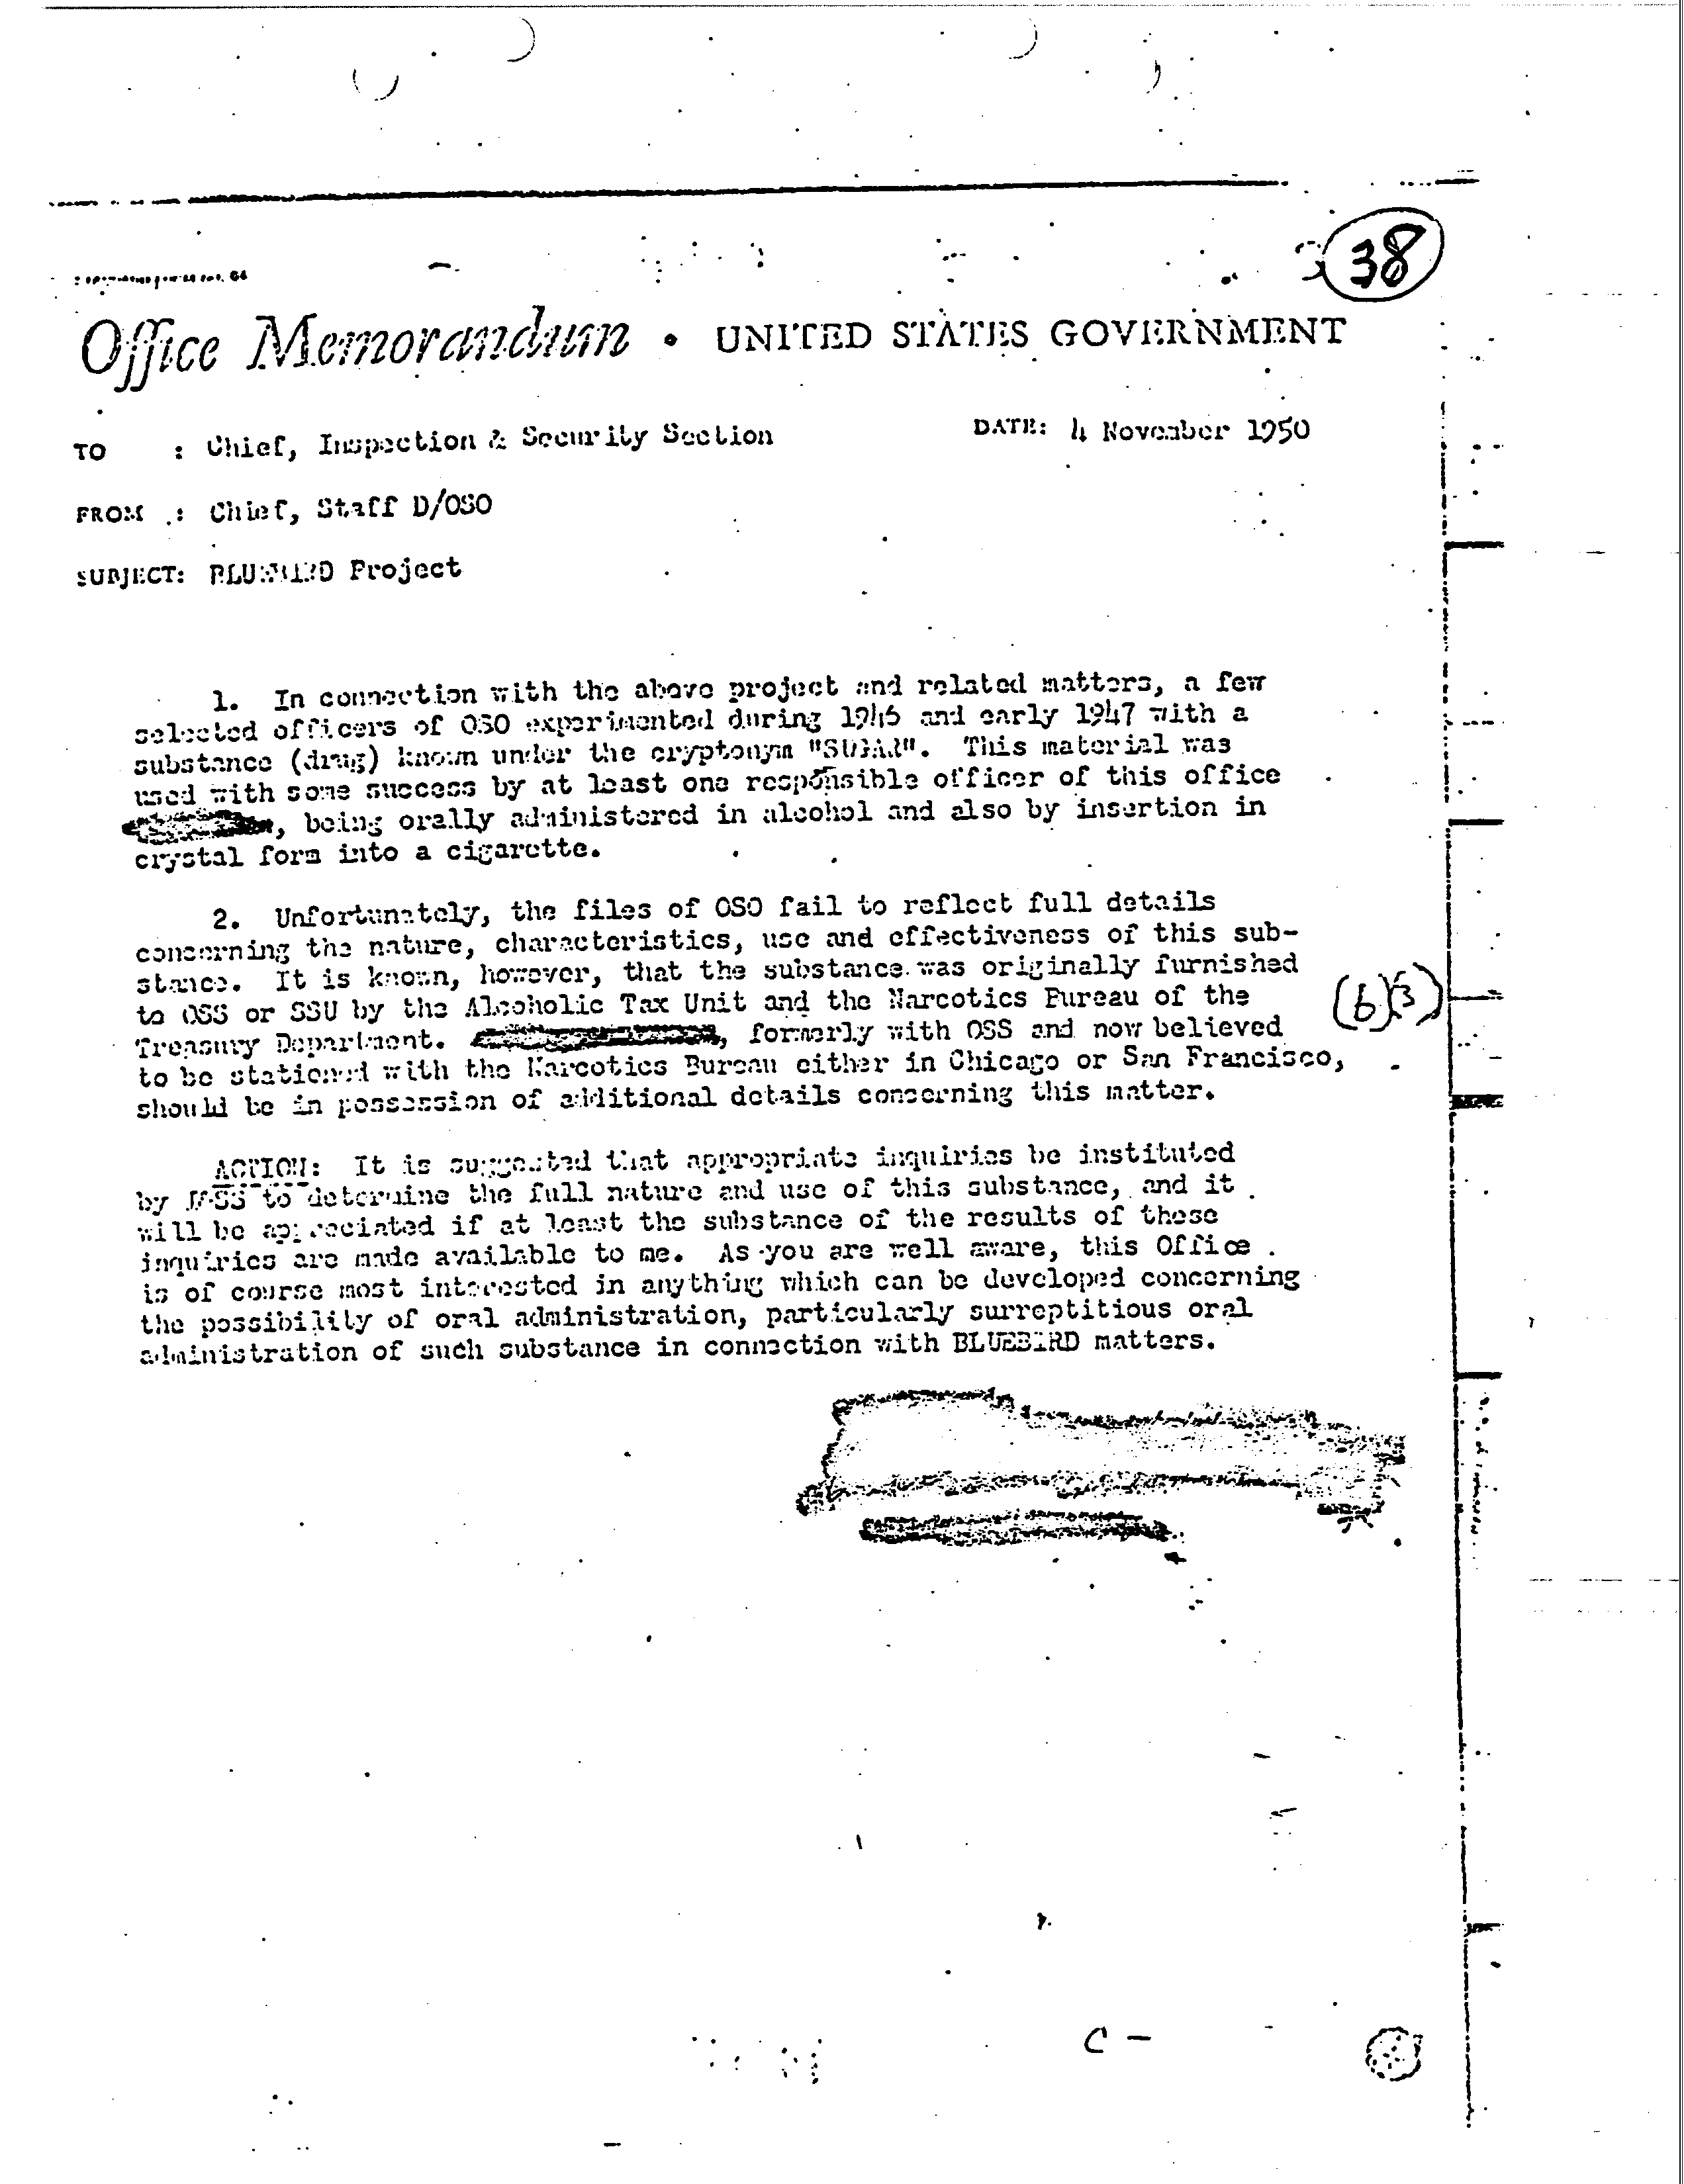 38
Office Memorandum • UNITED STATES GOVERNMENT
TO : Chief, Inspection & Security Section DATE: 4 November 1950
FROM : Chief, Staff D/OSO
SUBJECT: BLUEBIRD Project
1. In connection with the above project and related matters, a few
selected officers of OSO experimented during 1946 and early 1947 with a
substance (drug) known under the cryptonym "SUGAR". This material was
used with some success by at least one responsible officer of this office
, being orally administered in alcohol and also by insertion in
crystal form into a cigarette.
2. Unfortunately, the files of OSO fail to reflect full details
concerning the nature, characteristics, use and effectiveness of this sub-
stance. It is known, however, that the substance was originally furnished
to OSS or SSU by the Alcoholic Tax Unit and the Narcotics Bureau of the
(b)(3)
Treasury Department. , formerly with OSS and now believed
to be stationed with the Narcotics Bureau either in Chicago or San Francisco,
should be in possession of additional details concerning this matter.
ACTION: It is suggested that appropriate inquiries be instituted
by to determine the full nature and use of this substance, and it
will be appreciated if at least the substance of the results of these
inquiries are made available to me. As you are well aware, this Office
is of course most interested in anything which can be developed concerning
the possibility of oral administration, particularly surreptitious oral
administration of such substance in connection with BLUEBIRD matters.
C -